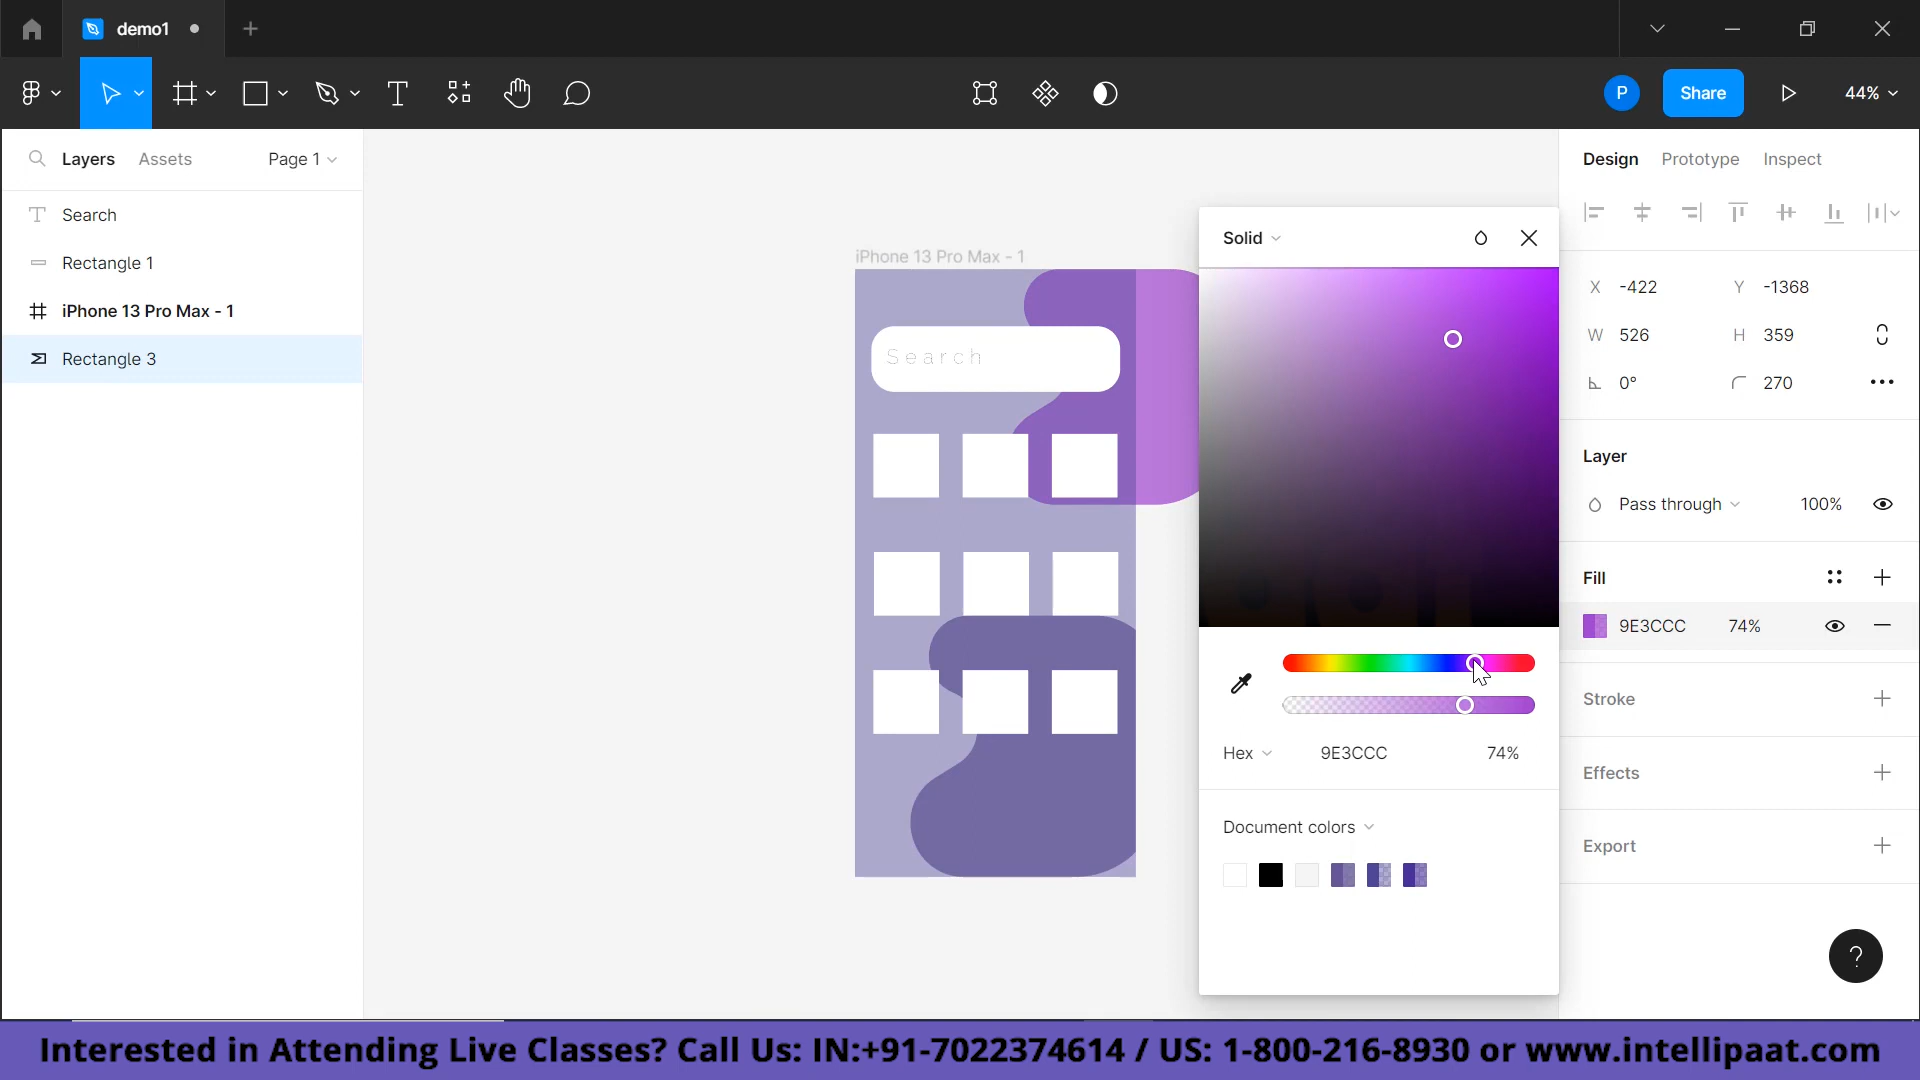 demo1
P
Share
44%
Layers
Assets
Page 1
Design
Prototype
Inspect
Search
Rectangle 1
iPhone 13 Pro Max - 1
Rectangle 3
iPhone 13 Pro Max - 1
Search
Solid
Hex
9E3CCC
74%
Document colors
X -422
Y -1368
W 526
H 359
0°
270
Layer
Pass through
100%
Fill
9E3CCC
74%
Stroke
Effects
Export
?
Interested in Attending Live Classes? Call Us: IN:+91-7022374614 / US: 1-800-216-8930 or www.intellipaat.com